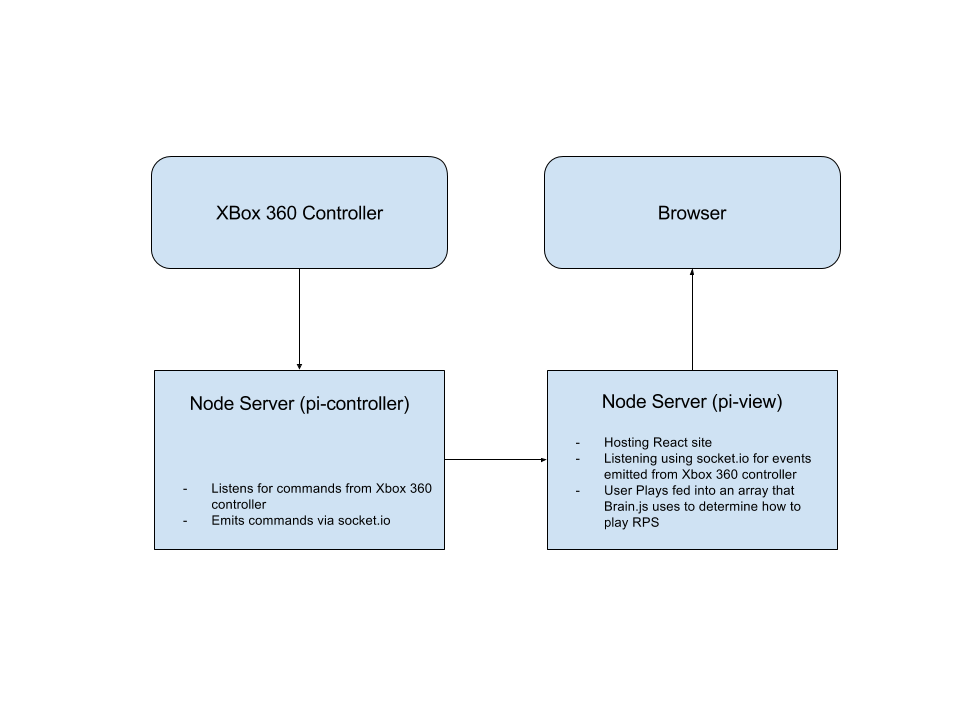 XBox 360 Controller
Browser
Node Server (pi-controller)
- Listens for commands from Xbox 360
controller
- Emits commands via socket.io
Node Server (pi-view)
- Hosting React site
- Listening using socket.io for events
emitted from Xbox 360 controller
- User Plays fed into an array that
Brain.js uses to determine how to
play RPS